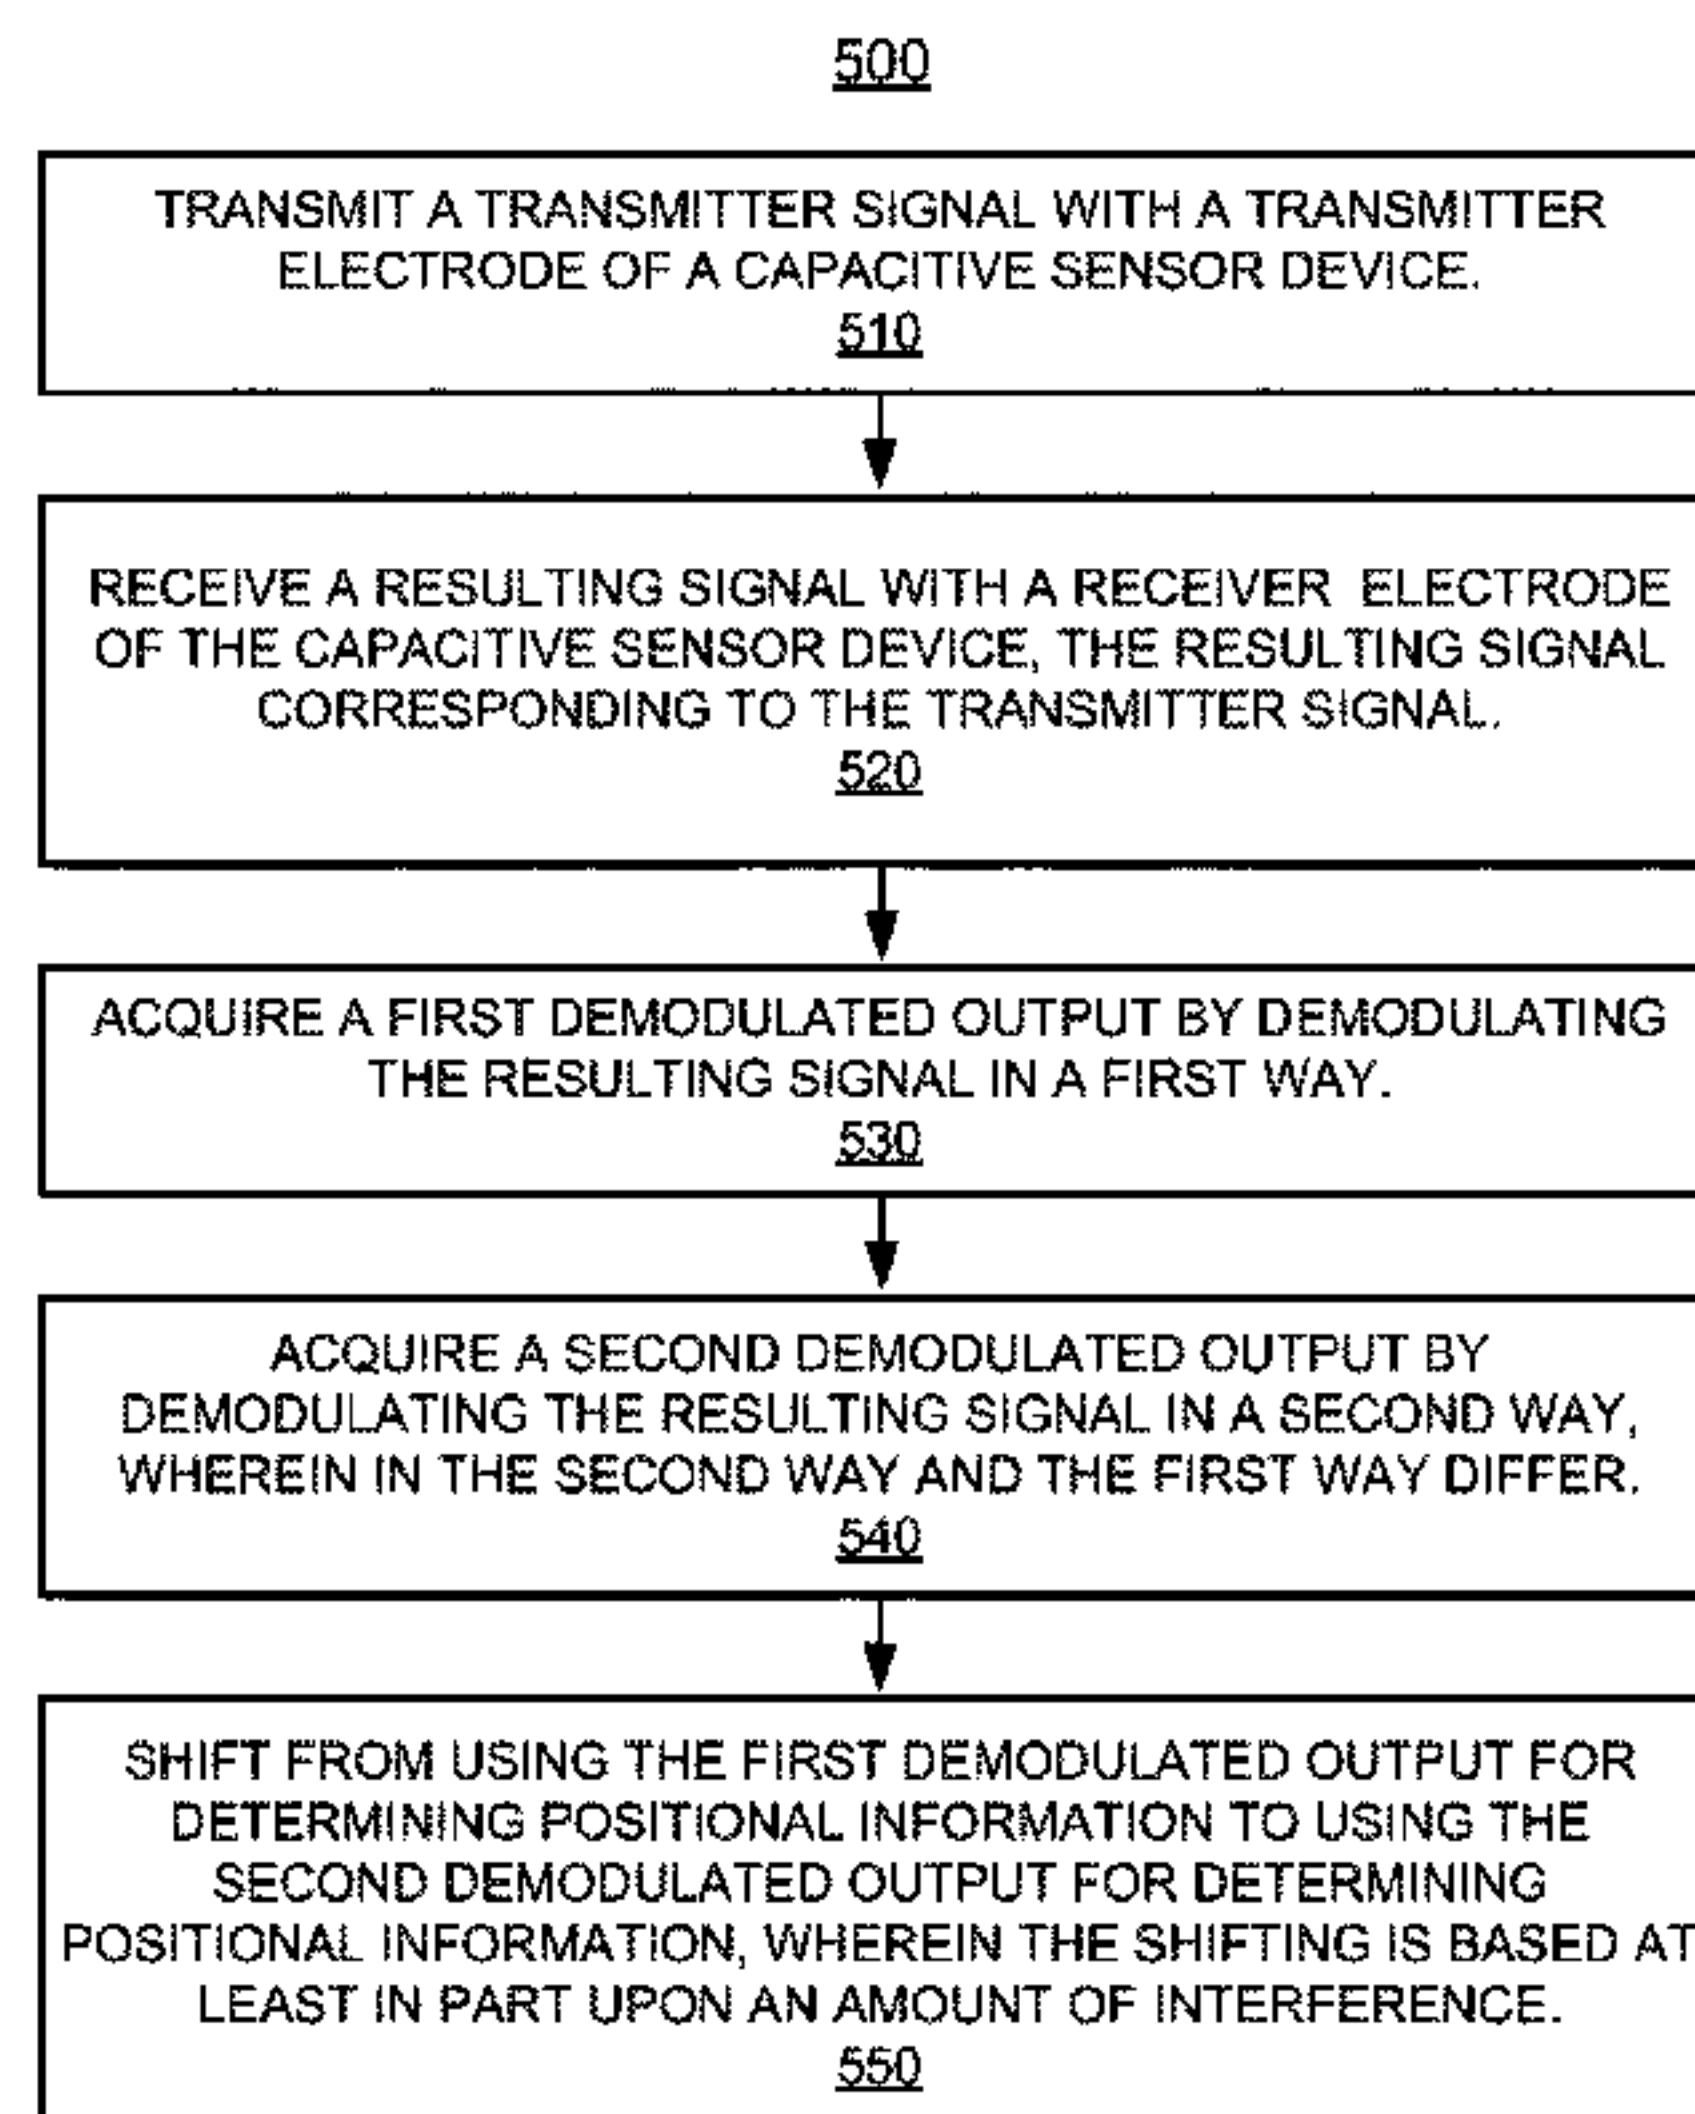 500
TRANSMIT A TRANSMITTER SIGNAL WITH A TRANSMITTER
ELECTRODE OF A CAPACITIVE SENSOR DEVICE.
510
RECEIVE A RESULTING SIGNAL WITH A RECEIVER ELECTRODE
OF THE CAPACITIVE SENSOR DEVICE, THE RESULTING SIGNAL
CORRESPONDING TO THE TRANSMITTER SIGNAL.
520
ACQUIRE A FIRST DEMODULATED OUTPUT BY DEMODULATING
THE RESULTING SIGNAL IN A FIRST WAY.
530
ACQUIRE A SECOND DEMODULATED OUTPUT BY
DEMODULATING THE RESULTING SIGNAL IN A SECOND WAY,
WHEREIN IN THE SECOND WAY AND THE FIRST WAY DIFFER.
540
SHIFT FROM USING THE FIRST DEMODULATED OUTPUT FOR
DETERMINING POSITIONAL INFORMATION TO USING THE
SECOND DEMODULATED OUTPUT FOR DETERMINING
POSITIONAL INFORMATION, WHEREIN THE SHIFTING IS BASED AT
LEAST IN PART UPON AN AMOUNT OF INTERFERENCE.
550